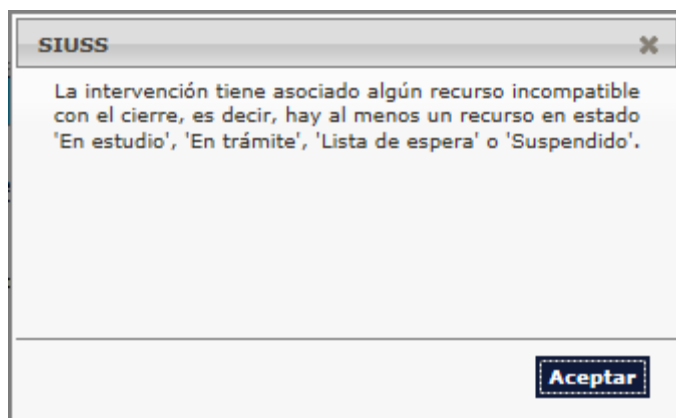 SIUSS
La intervención tiene asociado algún recurso incompatible
con el cierre, es decir, hay al menos un recurso en estado
'En estudio', 'En trámite', 'Lista de espera' o 'Suspendido'.
Aceptar